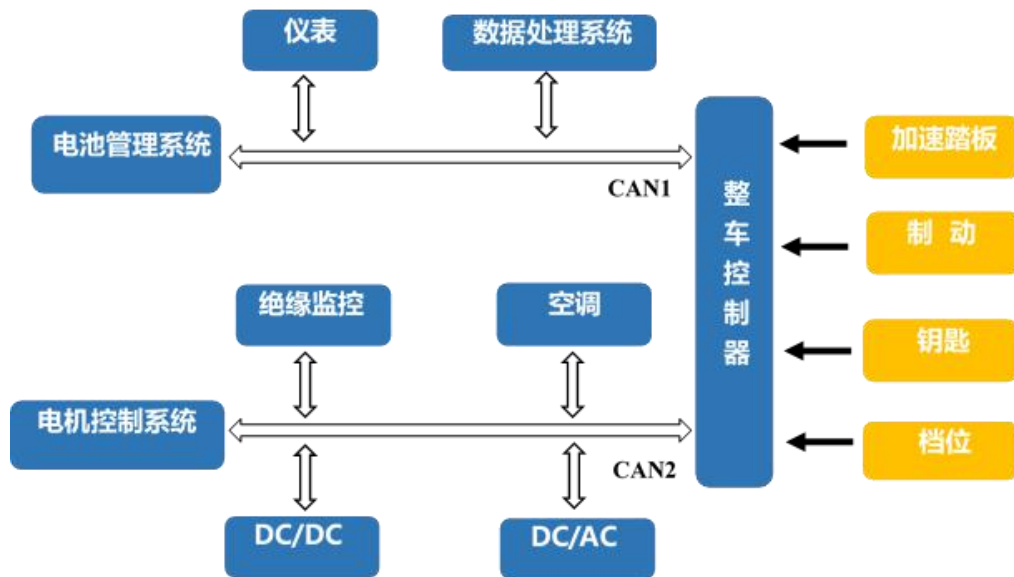 仪表
数据处理系统
电池管理系统
CAN1
加速踏板
制 动
整车控制器
绝缘监控
空调
钥匙
电机控制系统
CAN2
档位
DC/DC
DC/AC